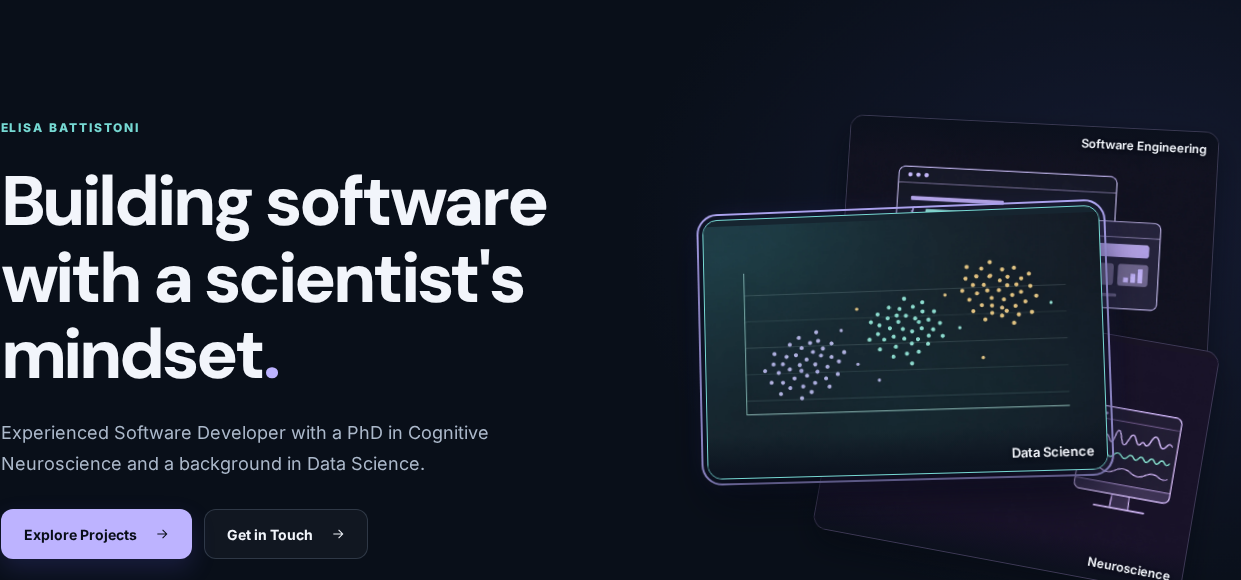 ELISA BATTISTONI
Building software
with a scientist's
mindset.
Experienced Software Developer with a PhD in Cognitive
Neuroscience and a background in Data Science.
Explore Projects →
Get in Touch →
Software Engineering
Data Science
Neuroscience